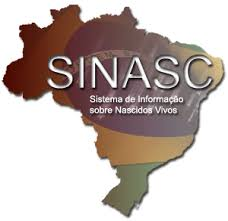 SINASC
Sistema de Informação
sobre Nascidos Vivos